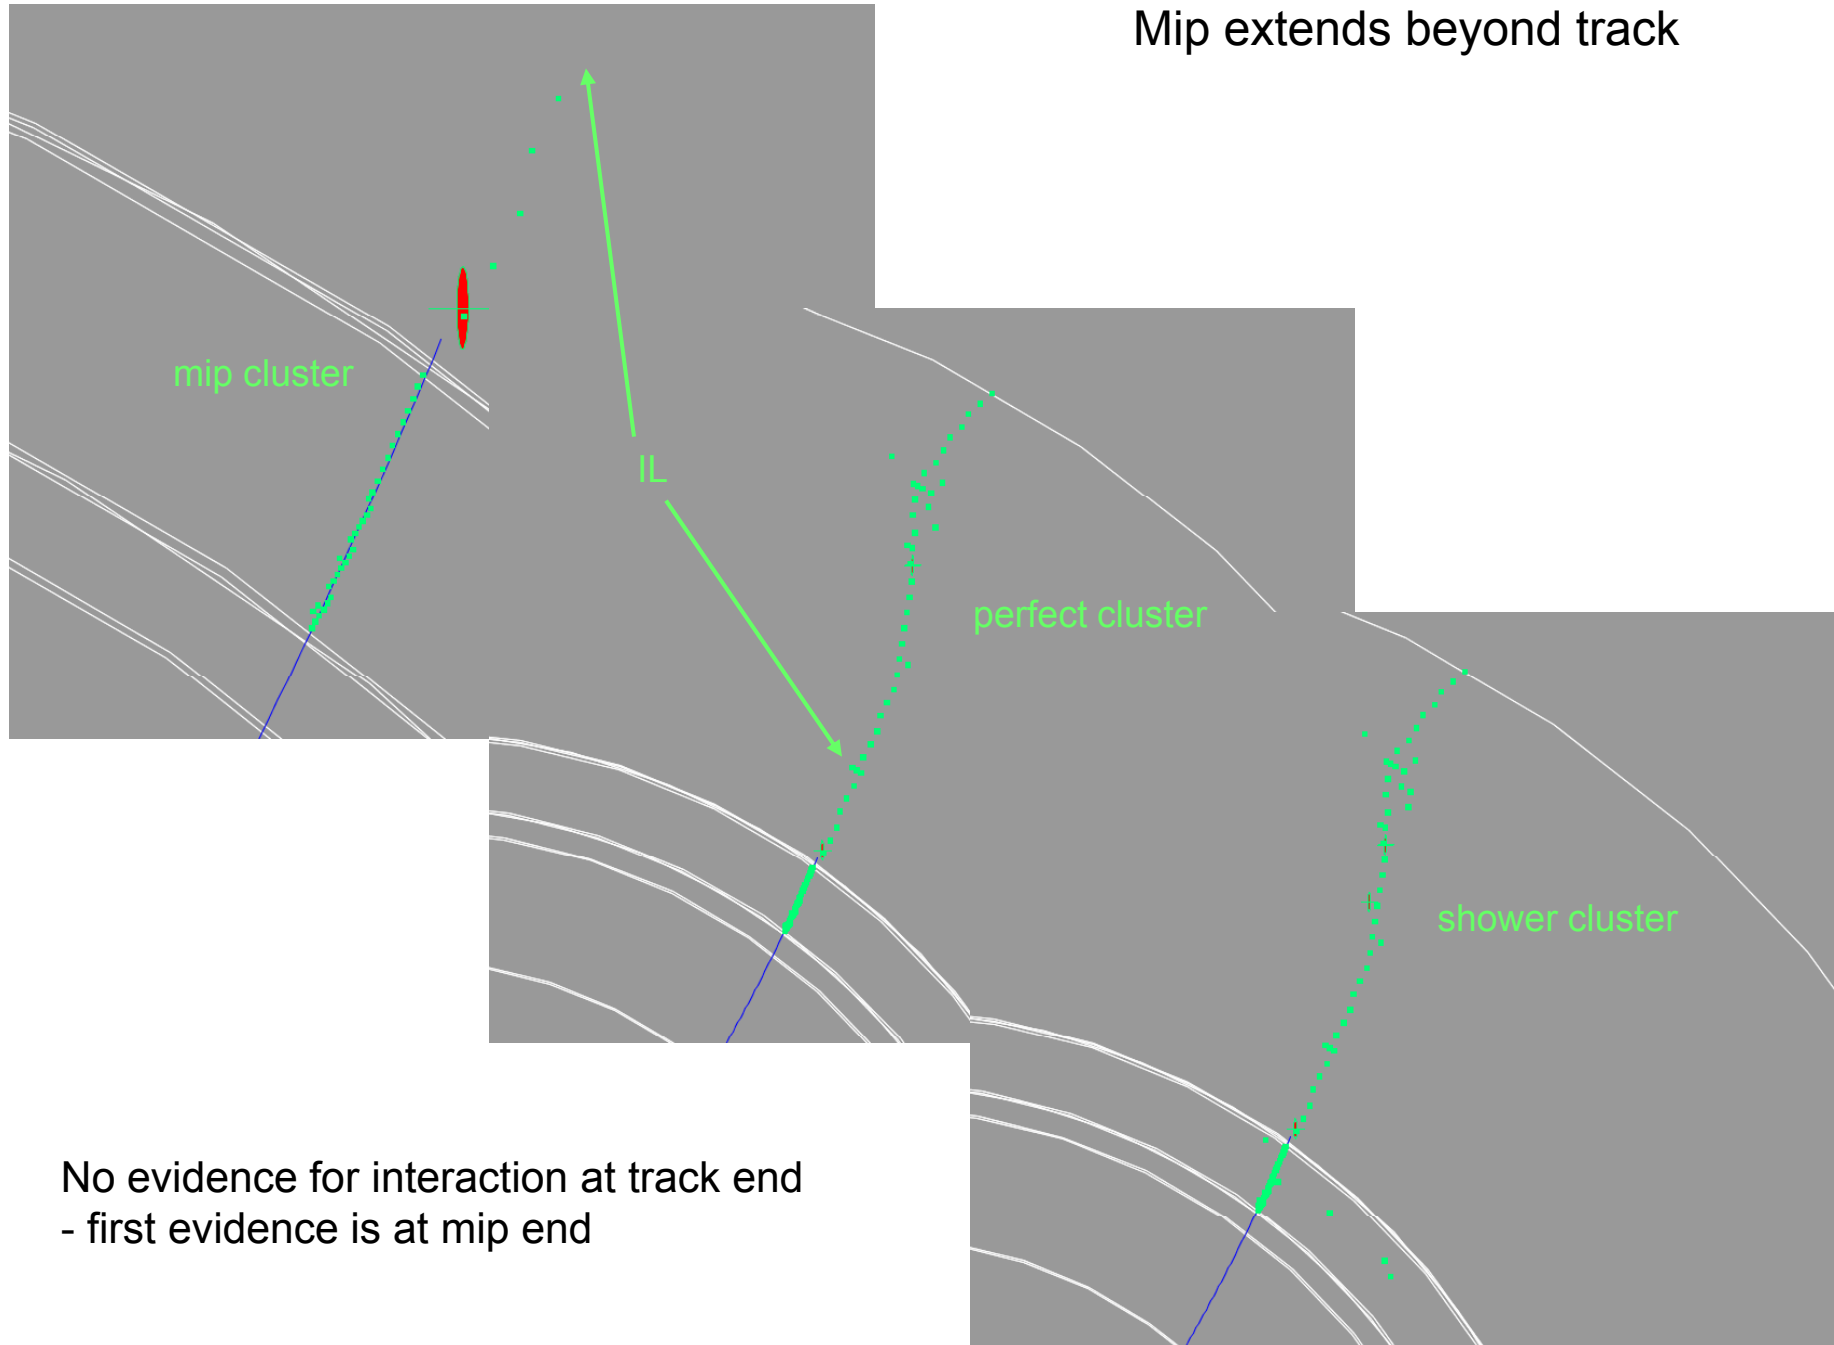 Mip extends beyond track
mip cluster
IL
perfect cluster
shower cluster
No evidence for interaction at track end
- first evidence is at mip end